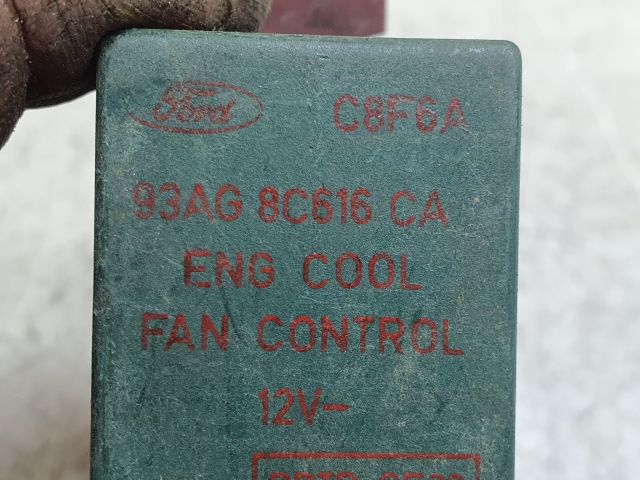 Ford C8F6A
93AG 8C616 CA
ENG COOL
FAN CONTROL
12V-